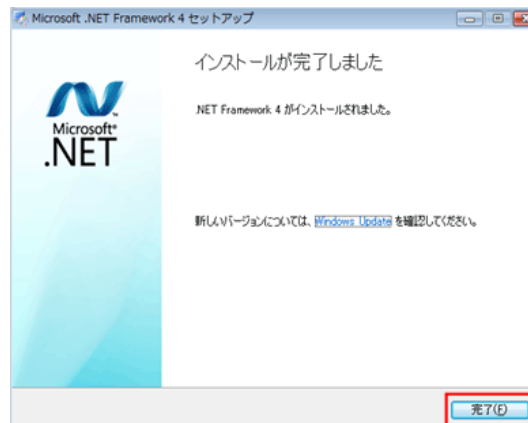 Microsoft .NET Framework 4 セットアップ
インストールが完了しました
Microsoft®
.NET
.NET Framework 4 がインストールされました。
新しいバージョンについては、Windows Update を確認してください。
完了(F)